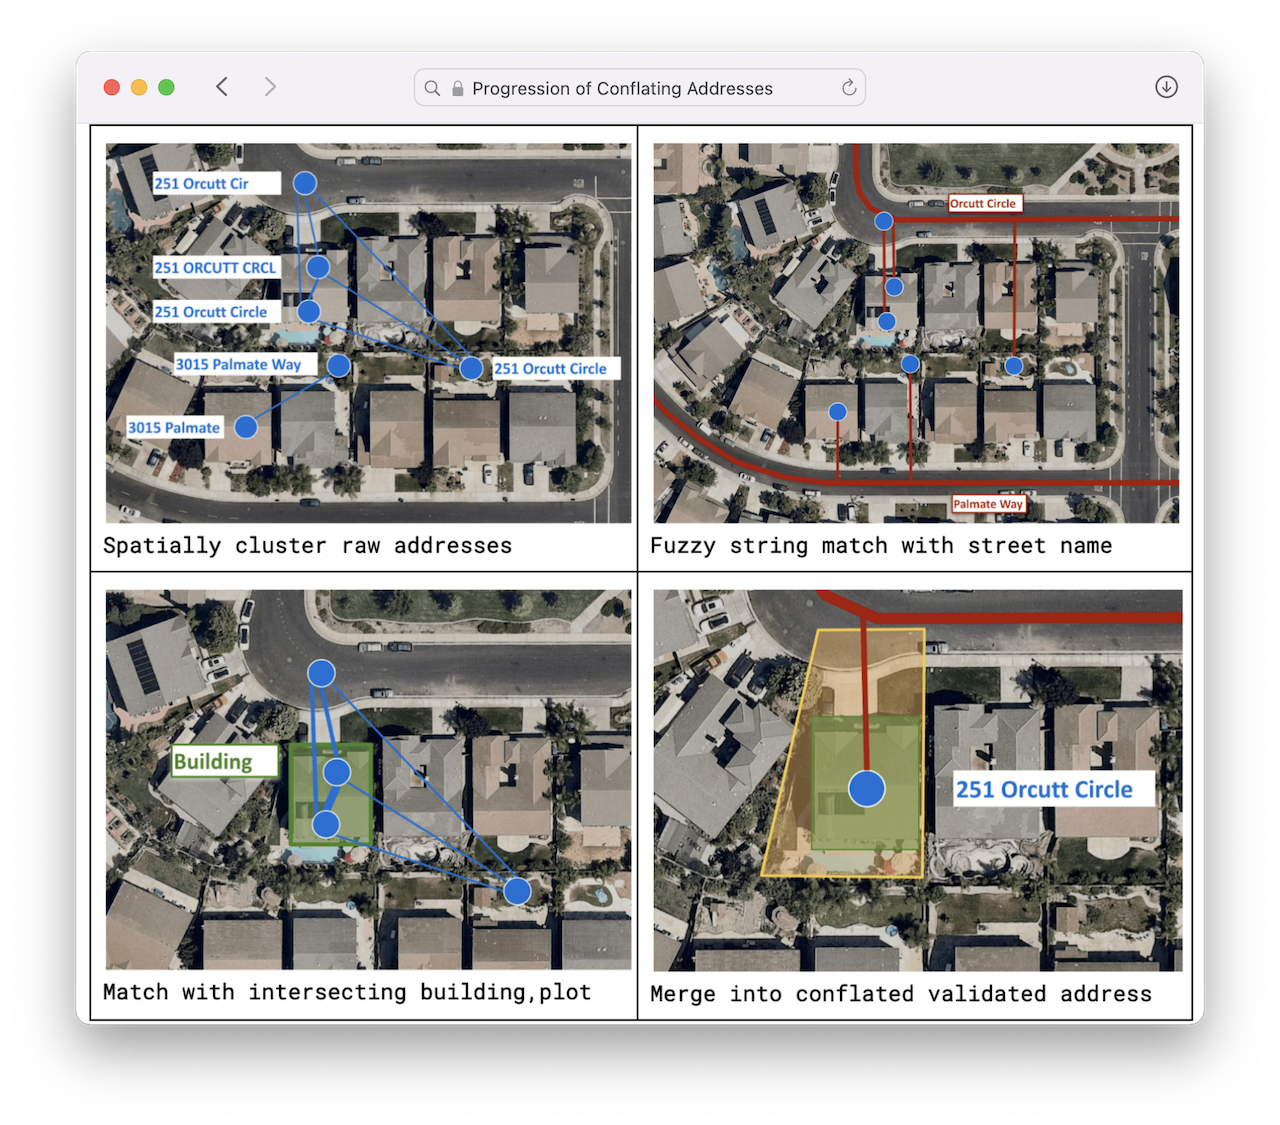 Progression of Conflating Addresses
251 Orcutt Cir
251 ORCUTT CRCL
251 Orcutt Circle
3015 Palmate Way
251 Orcutt Circle
3015 Palmate
Spatially cluster raw addresses
Orcutt Circle
Palmate Way
Fuzzy string match with street name
Building
Match with intersecting building,plot
251 Orcutt Circle
Merge into conflated validated address